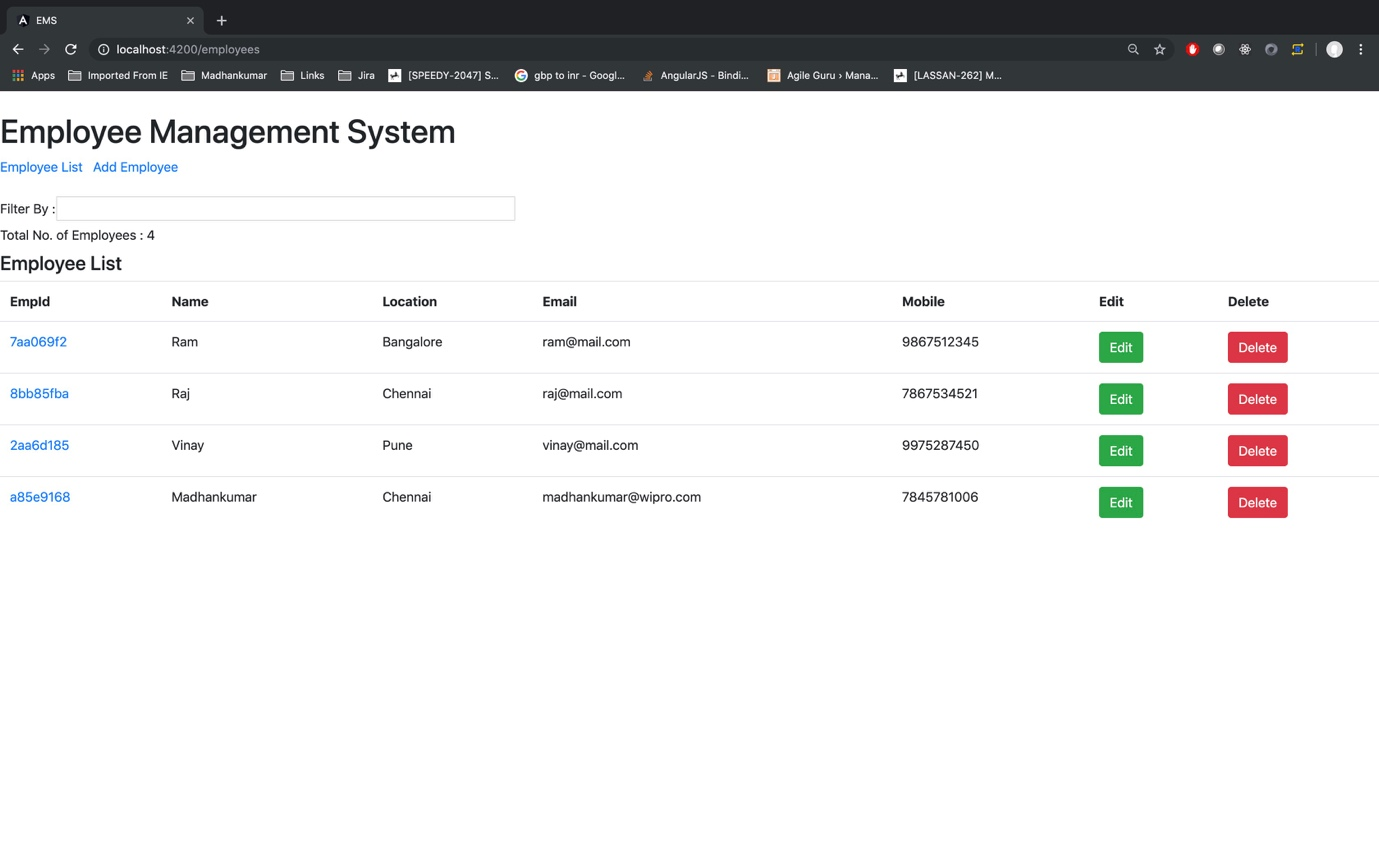 EMS
localhost:4200/employees
Apps Imported From IE Madhankumar Links Jira [SPEEDY-2047] S... gbp to inr - Googl... AngularJS - Bindi... Agile Guru › Mana... [LASSAN-262] M...
Employee Management System
Employee List Add Employee
Filter By :
Total No. of Employees : 4
Employee List
EmpId Name Location Email Mobile Edit Delete
7aa069f2 Ram Bangalore ram@mail.com 9867512345 Edit Delete
8bb85fba Raj Chennai raj@mail.com 7867534521 Edit Delete
2aa6d185 Vinay Pune vinay@mail.com 9975287450 Edit Delete
a85e9168 Madhankumar Chennai madhankumar@wipro.com 7845781006 Edit Delete